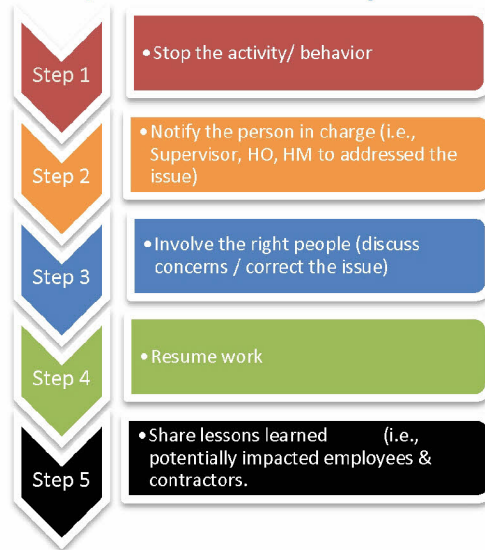 Step 1
•Stop the activity/ behavior
Step 2
•Notify the person in charge (i.e.,
Supervisor, HO, HM to addressed the
issue)
Step 3
•Involve the right people (discuss
concerns / correct the issue)
Step 4
•Resume work
Step 5
•Share lessons learned (i.e.,
potentially impacted employees &
contractors.